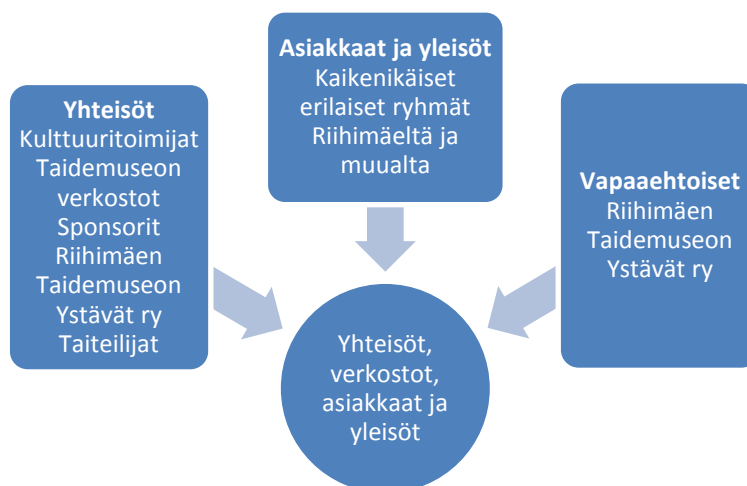 Yhteisöt
Kulttuuritoimijat
Taidemuseon
verkostot
Sponsorit
Riihimäen
Taidemuseon
Ystävät ry
Taiteilijat
Asiakkaat ja yleisöt
Kaikenikäiset
erilaiset ryhmät
Riihimäeltä ja
muualta
Vapaaehtoiset
Riihimäen
Taidemuseon
Ystävät ry
Yhteisöt,
verkostot,
asiakkaat ja
yleisöt